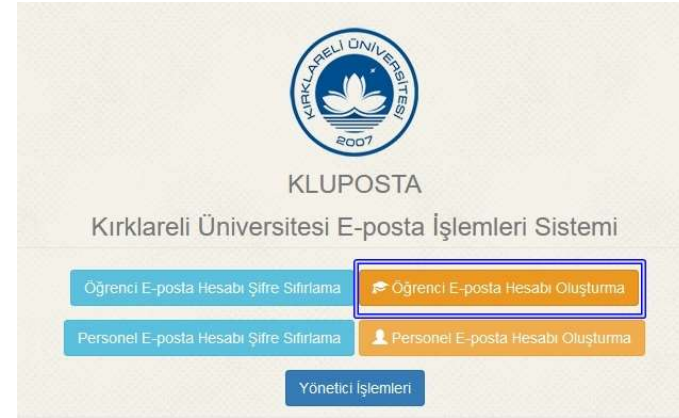 KIRKLARELİ ÜNİVERSİTESİ
2007
KLUPOSTA
Kırklareli Üniversitesi E-posta İşlemleri Sistemi
Öğrenci E-posta Hesabı Şifre Sıfırlama
Öğrenci E-posta Hesabı Oluşturma
Personel E-posta Hesabı Şifre Sıfırlama
Personel E-posta Hesabı Oluşturma
Yönetici İşlemleri